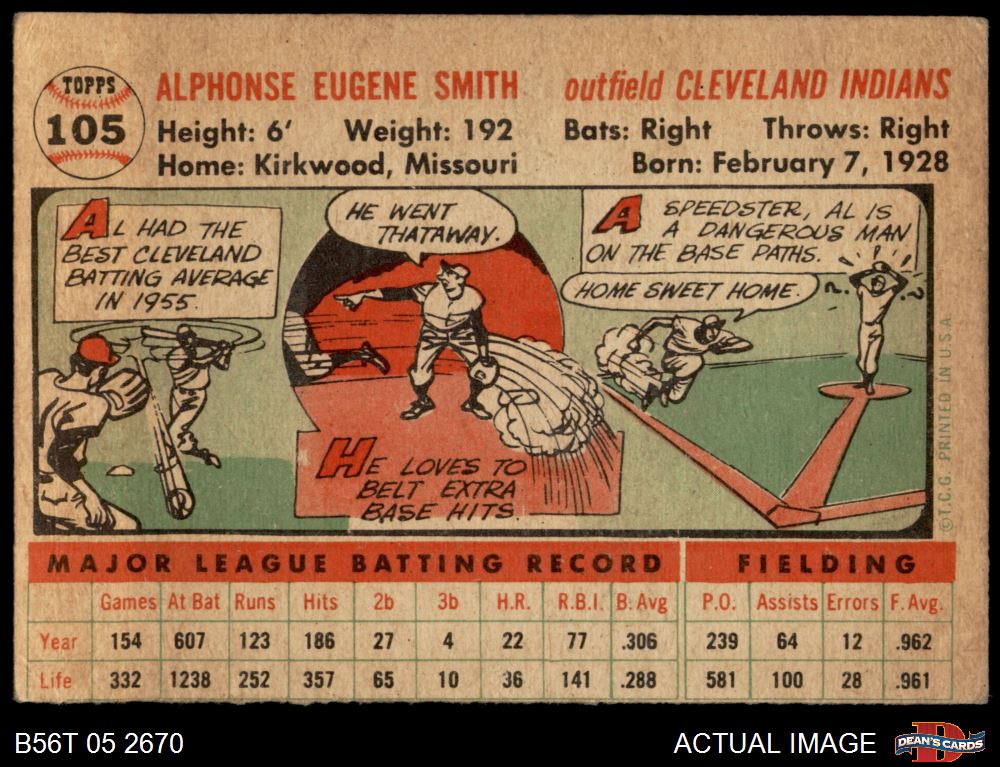 TOPPS
105
ALPHONSE EUGENE SMITH outfield CLEVELAND INDIANS
Height: 6' Weight: 192 Bats: Right Throws: Right
Home: Kirkwood, Missouri Born: February 7, 1928
AL HAD THE
BEST CLEVELAND
BATTING AVERAGE
IN 1955.
HE WENT
THATAWAY.
HE LOVES TO
BELT EXTRA
BASE HITS.
A SPEEDSTER, AL IS
A DANGEROUS MAN
ON THE BASE PATHS.
HOME SWEET HOME.
?. . ?
©T.C.G. PRINTED IN U.S.A.
MAJOR LEAGUE BATTING RECORD FIELDING
Games At Bat Runs Hits 2b 3b H.R. R.B.I. B. Avg P.O. Assists Errors F. Avg.
Year 154 607 123 186 27 4 22 77 .306 239 64 12 .962
Life 332 1238 252 357 65 10 36 141 .288 581 100 28 .961
B56T 05 2670 ACTUAL IMAGE
D
DEAN'S CARDS